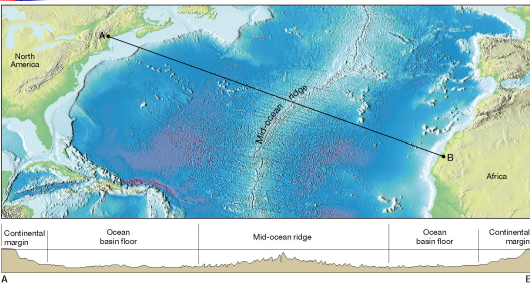 A
North
America
Mid-ocean ridge
B
Africa
Continental
margin
Ocean
basin floor
Mid-ocean ridge
Ocean
basin floor
Continental
margin
A